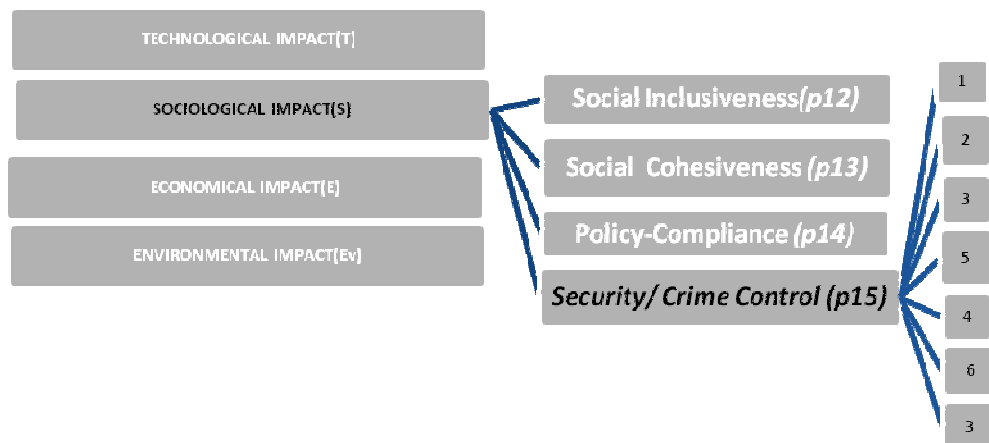 TECHNOLOGICAL IMPACT(T)
SOCIOLOGICAL IMPACT(S)
ECONOMICAL IMPACT(E)
ENVIRONMENTAL IMPACT(Ev)
Social Inclusiveness(p12)
Social Cohesiveness (p13)
Policy-Compliance (p14)
Security/ Crime Control (p15)
1
2
3
5
4
6
3